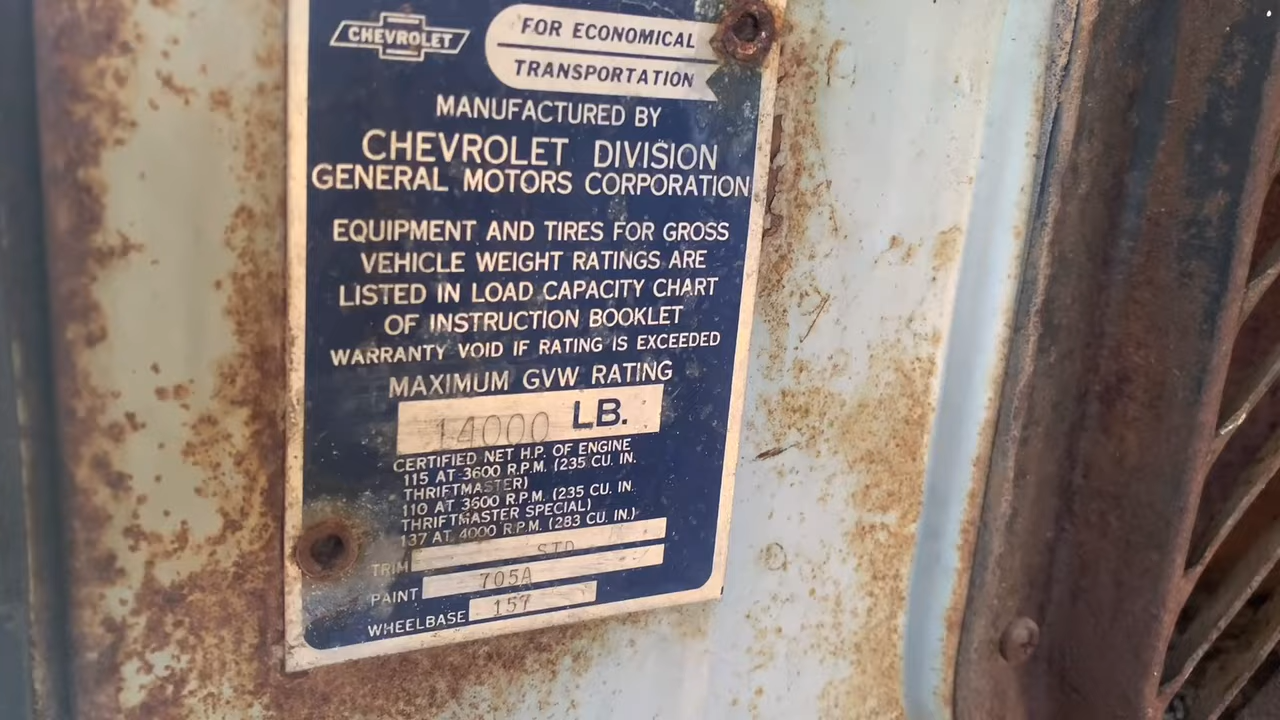 CHEVROLET
FOR ECONOMICAL
TRANSPORTATION
MANUFACTURED BY
CHEVROLET DIVISION
GENERAL MOTORS CORPORATION
EQUIPMENT AND TIRES FOR GROSS
VEHICLE WEIGHT RATINGS ARE
LISTED IN LOAD CAPACITY CHART
OF INSTRUCTION BOOKLET
WARRANTY VOID IF RATING IS EXCEEDED
MAXIMUM GVW RATING
14000 LB.
CERTIFIED NET H.P. OF ENGINE
115 AT 3600 R.P.M. (235 CU. IN.
THRIFTMASTER)
110 AT 3600 R.P.M. (235 CU. IN.
THRIFTMASTER SPECIAL)
137 AT 4000 R.P.M. (283 CU. IN.)
TRIM STD
PAINT 705A
WHEELBASE 157